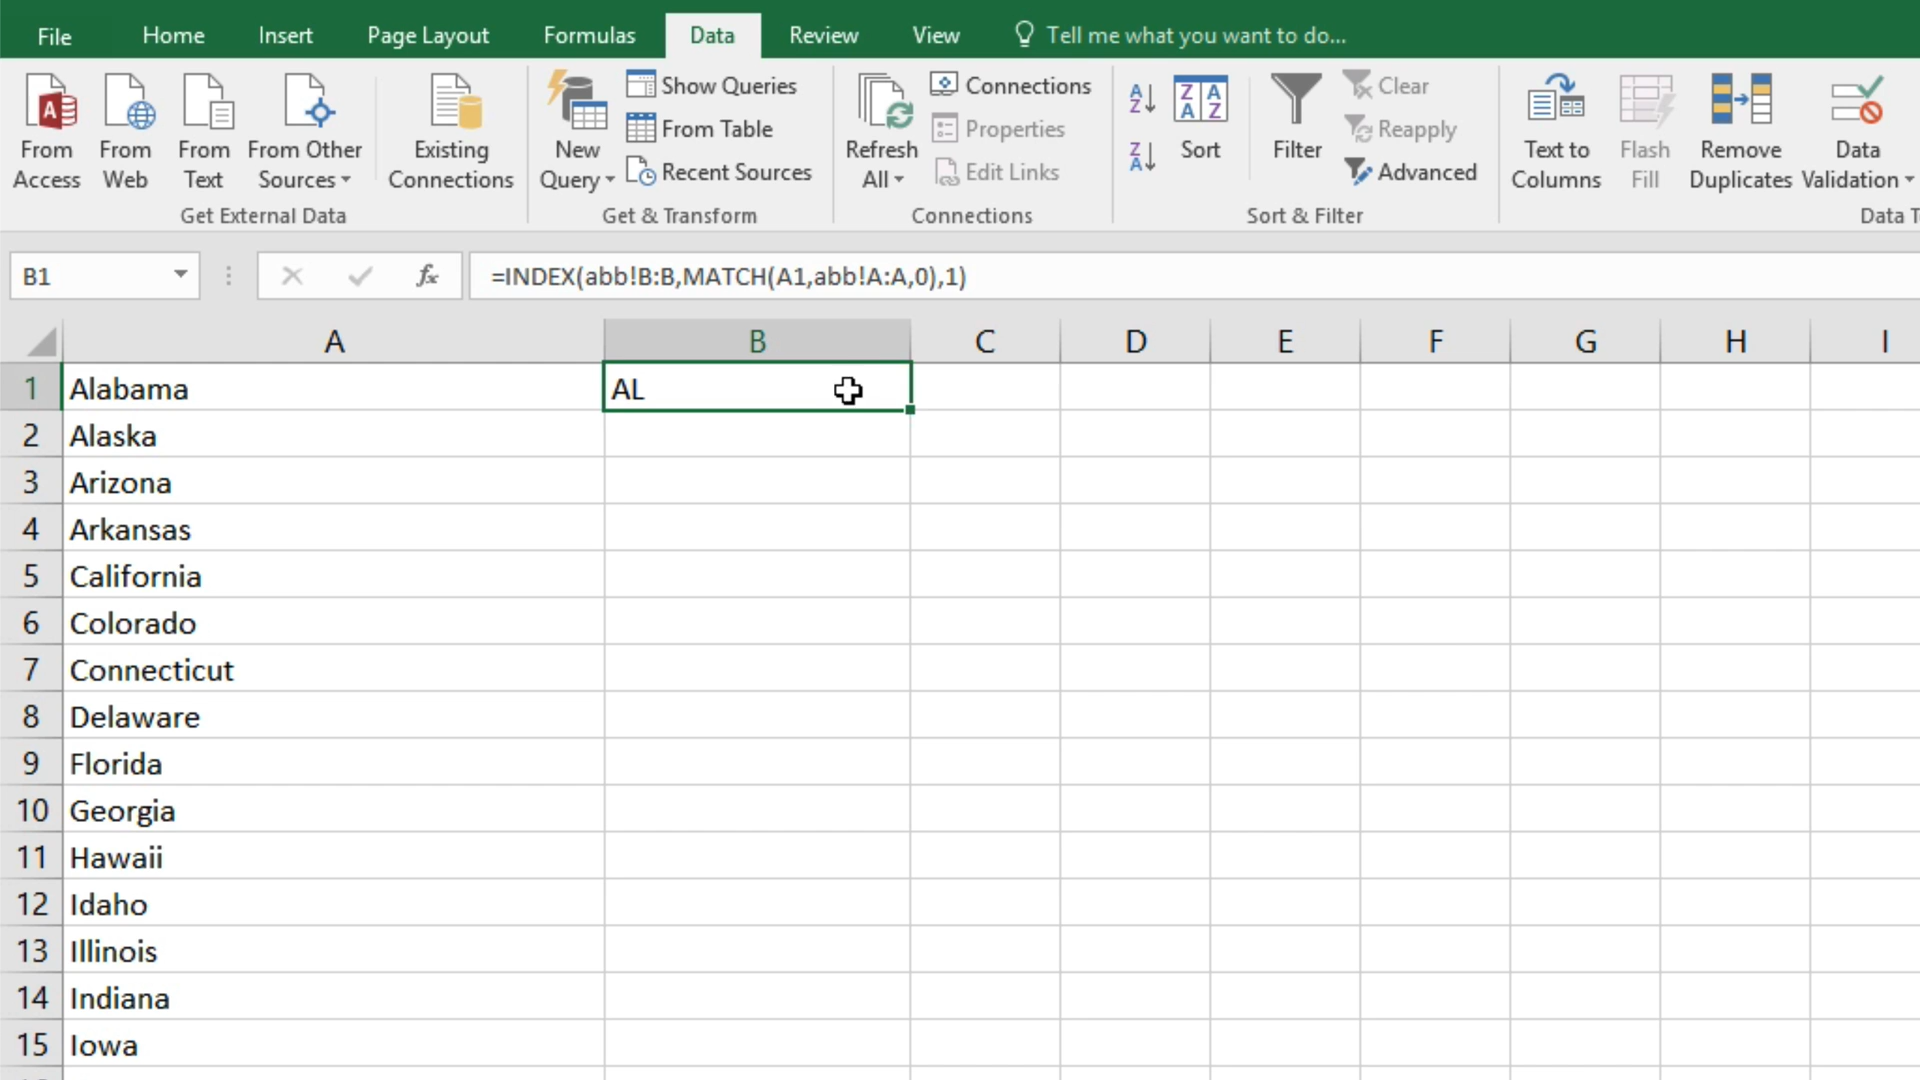 File Home Insert Page Layout Formulas Data Review View Tell me what you want to do...
From Access
From Web
From Text
From Other Sources
Existing Connections
Get External Data
New Query
Show Queries
From Table
Recent Sources
Get & Transform
Refresh All
Connections
Properties
Edit Links
Connections
Sort
Filter
Clear
Reapply
Advanced
Sort & Filter
Text to Columns
Flash Fill
Remove Duplicates
Data Validation
Data T
B1 fx =INDEX(abb!B:B,MATCH(A1,abb!A:A,0),1)
A B C D E F G H I
1 Alabama AL
2 Alaska
3 Arizona
4 Arkansas
5 California
6 Colorado
7 Connecticut
8 Delaware
9 Florida
10 Georgia
11 Hawaii
12 Idaho
13 Illinois
14 Indiana
15 Iowa